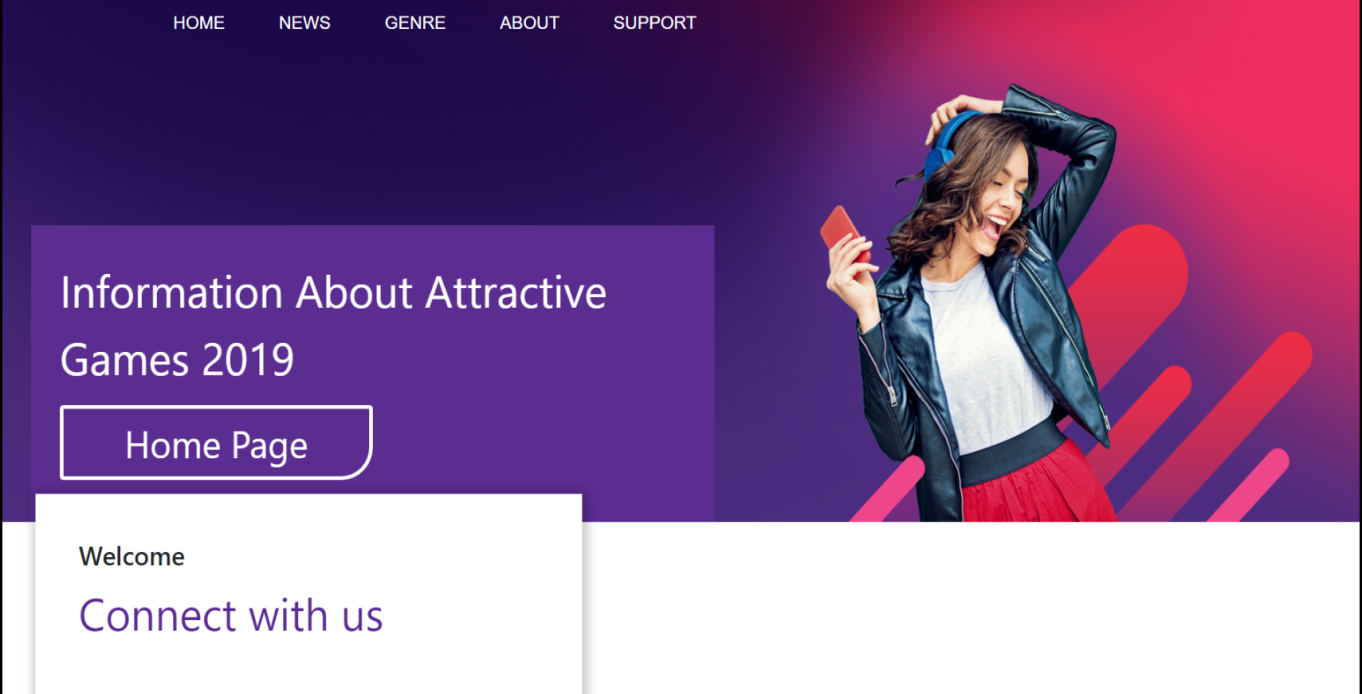 HOME NEWS GENRE ABOUT SUPPORT
Information About Attractive
Games 2019
Home Page
Welcome
Connect with us